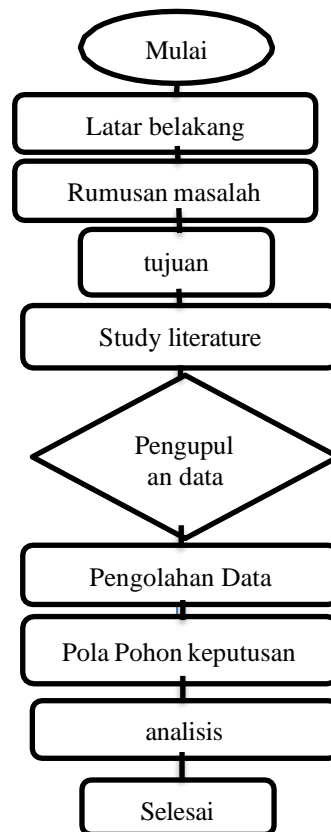 Mulai
Latar belakang
Rumusan masalah
tujuan
Study literature
Pengupul
an data
Pengolahan Data
Pola Pohon keputusan
analisis
Selesai